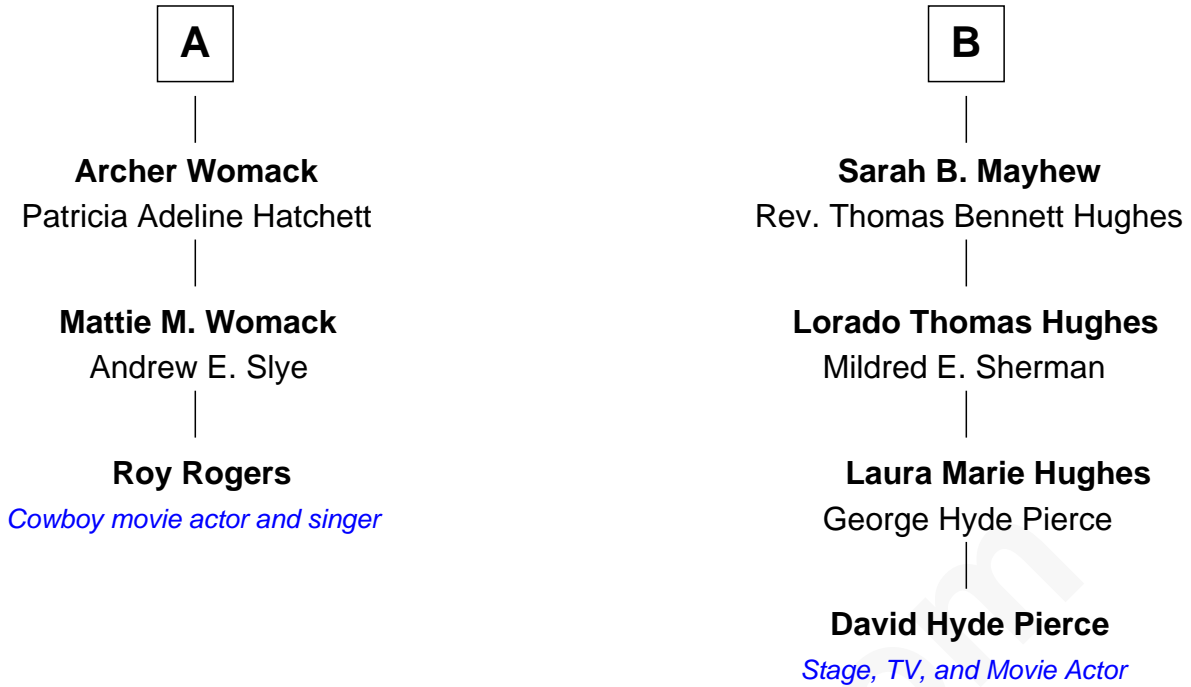 A
Archer Womack
Patricia Adeline Hatchett
Mattie M. Womack
Andrew E. Slye
Roy Rogers
Cowboy movie actor and singer
B
Sarah B. Mayhew
Rev. Thomas Bennett Hughes
Lorado Thomas Hughes
Mildred E. Sherman
Laura Marie Hughes
George Hyde Pierce
David Hyde Pierce
Stage, TV, and Movie Actor